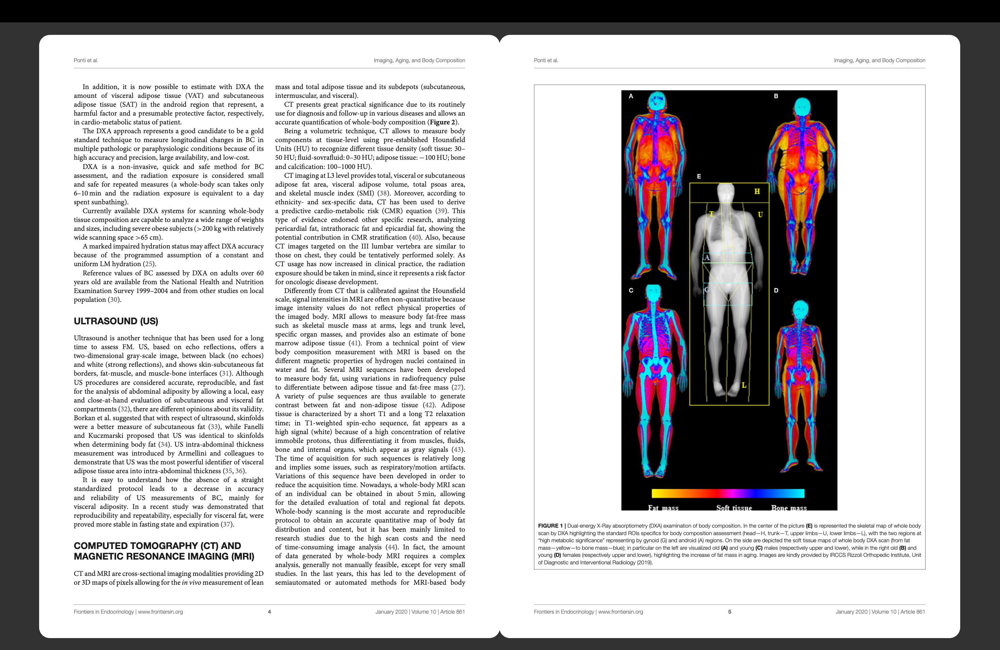 Ponti et al.
Imaging, Aging, and Body Composition
In addition, it is now possible to estimate with DXA the
amount of visceral adipose tissue (VAT) and subcutaneous
adipose tissue (SAT) in the android region that represent, a
harmful factor and a presumable protective factor, respectively,
in cardio-metabolic status of patient.
The DXA approach represents a good candidate to be a gold
standard technique to measure longitudinal changes in BC in
multiple pathologic or paraphysiologic conditions because of its
high accuracy and precision, large availability, and low-cost.
DXA is a non-invasive, quick and safe method for BC
assessment, and the radiation exposure is considered small
and safe for repeated measures (a whole-body scan takes only
6–10 min and the radiation exposure is equivalent to a day
spent sunbathing).
Currently available DXA systems for scanning whole-body
tissue composition are capable to analyze a wide range of weights
and sizes, including severe obese subjects (>200 kg with relatively
wide scanning space >65 cm).
A marked impaired hydration status may affect DXA accuracy
because of the programmed assumption of a constant and
uniform LM hydration (25).
Reference values of BC assessed by DXA on adults over 60
years old are available from the National Health and Nutrition
Examination Survey 1999–2004 and from other studies on local
population (30).
ULTRASOUND (US)
Ultrasound is another technique that has been used for a long
time to assess FM. US, based on echo reflections, offers a
two-dimensional gray-scale image, between black (no echoes)
and white (strong reflections), and shows skin-subcutaneous fat
borders, fat-muscle, and muscle-bone interfaces (31). Although
US procedures are considered accurate, reproducible, and fast
for the analysis of abdominal adiposity by allowing a local, easy
and close-at-hand evaluation of subcutaneous and visceral fat
compartments (32), there are different opinions about its validity.
Borkan et al. suggested that with respect of ultrasound, skinfolds
were a better measure of subcutaneous fat (33), while Fanelli
and Kuczmarski proposed that US was identical to skinfolds
when determining body fat (34). US intra-abdominal thickness
measurement was introduced by Armellini and colleagues to
demonstrate that US was the most powerful identifier of visceral
adipose tissue area into intra-abdominal thickness (35, 36).
It is easy to understand how the absence of a straight
standardized protocol leads to a decrease in accuracy
and reliability of US measurements of BC, mainly for
visceral adiposity. In a recent study was demonstrated that
reproducibility and repeatability, especially for visceral fat, were
proved more stable in fasting state and expiration (37).
COMPUTED TOMOGRAPHY (CT) AND
MAGNETIC RESONANCE IMAGING (MRI)
CT and MRI are cross-sectional imaging modalities providing 2D
or 3D maps of pixels allowing for the in vivo measurement of lean
mass and total adipose tissue and its subdepots (subcutaneous,
intermuscular, and visceral).
CT presents great practical significance due to its routinely
use for diagnosis and follow-up in various diseases and allows an
accurate quantification of whole-body composition (Figure 2).
Being a volumetric technique, CT allows to measure body
components at tissue-level using pre-established Hounsfield
Units (HU) to recognize different tissue density (soft tissue: 30–
50 HU; fluid-sovrafluid: 0–30 HU; adipose tissue: −100 HU; bone
and calcification: 100–1000 HU).
CT imaging at L3 level provides total, visceral or subcutaneous
adipose fat area, visceral adipose volume, total psoas area,
and skeletal muscle index (SMI) (38). Moreover, according to
ethnicity- and sex-specific data, CT has been used to derive
a predictive cardio-metabolic risk (CMR) equation (39). This
type of evidence endorsed other specific research, analyzing
pericardial fat, intrathoracic fat and epicardial fat, showing the
potential contribution in CMR stratification (40). Also, because
CT images targeted on the III lumbar vertebra are similar to
those on chest, they could be tentatively performed solely. As
CT usage has now increased in clinical practice, the radiation
exposure should be taken in mind, since it represents a risk factor
for oncologic disease development.
Differently from CT that is calibrated against the Hounsfield
scale, signal intensities in MRI are often non-quantitative because
image intensity values do not reflect physical properties of
the imaged body. MRI allows to measure body fat-free mass
such as skeletal muscle mass at arms, legs and trunk level,
specific organ masses, and provides also an estimate of bone
marrow adipose tissue (41). From a technical point of view
body composition measurement with MRI is based on the
different magnetic properties of hydrogen nuclei contained in
water and fat. Several MRI sequences have been developed
to measure body fat, using variations in radiofrequency pulse
to differentiate between adipose tissue and fat-free mass (27).
A variety of pulse sequences are thus available to generate
contrast between fat and non-adipose tissue (42). Adipose
tissue is characterized by a short T1 and a long T2 relaxation
time; in T1-weighted spin-echo sequence, fat appears as a
high signal (white) because of a high concentration of relative
immobile protons, thus differentiating it from muscles, fluids,
bone and internal organs, which appear as gray signals (43).
The time of acquisition for such sequences is relatively long
and implies some issues, such as respiratory/motion artifacts.
Variations of this sequence have been developed in order to
reduce the acquisition time. Nowadays, a whole-body MRI scan
of an individual can be obtained in about 5 min, allowing
for the detailed evaluation of total and regional fat depots.
Whole-body scanning is the most accurate and reproducible
protocol to obtain an accurate quantitative map of body fat
distribution and content, but it has been mainly limited to
research studies due to the high scan costs and the need
of time-consuming image analysis (44). In fact, the amount
of data generated by whole-body MRI requires a complex
analysis, generally not manually feasible, except for very small
studies. In the last years, this has led to the development of
semiautomated or automated methods for MRI-based body
Frontiers in Endocrinology | www.frontiersin.org
4
January 2020 | Volume 10 | Article 861
Ponti et al.
Imaging, Aging, and Body Composition
A
B
E
H
T
U
A
C
G
D
L
Fat mass
Soft tissue
Bone mass
FIGURE 1 | Dual-energy X-Ray absorptiometry (DXA) examination of body composition. In the center of the picture (E) is represented the skeletal map of whole body
scan by DXA highlighting the standard ROIs specifics for body composition assessment (head—H, trunk—T, upper limbs—U, lower limbs—L), with the two regions at
“high metabolic significance” representing by gynoid (G) and android (A) regions. On the side are depicted the soft tissue maps of whole body DXA scan (from fat
mass—yellow—to bone mass—blue); in particular on the left are visualized old (A) and young (C) males (respectively upper and lower), while in the right old (B) and
young (D) females (respectively upper and lower), highlighting the increase of fat mass in aging. Images are kindly provided by IRCCS Rizzoli Orthopedic Institute, Unit
of Diagnostic and Interventional Radiology (2019).
Frontiers in Endocrinology | www.frontiersin.org
5
January 2020 | Volume 10 | Article 861